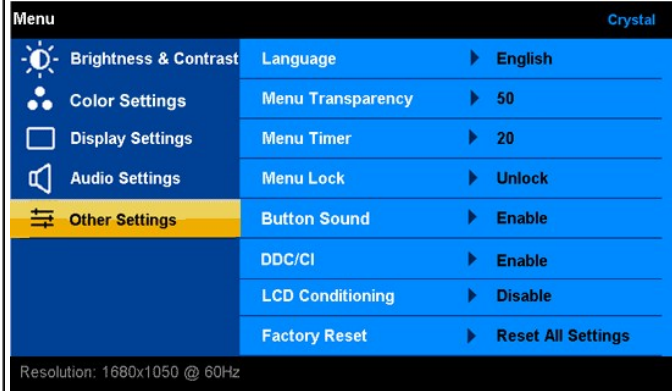 Menu Crystal
Brightness & Contrast Language English
Color Settings Menu Transparency 50
Display Settings Menu Timer 20
Audio Settings Menu Lock Unlock
Other Settings Button Sound Enable
DDC/CI Enable
LCD Conditioning Disable
Factory Reset Reset All Settings
Resolution: 1680x1050 @ 60Hz